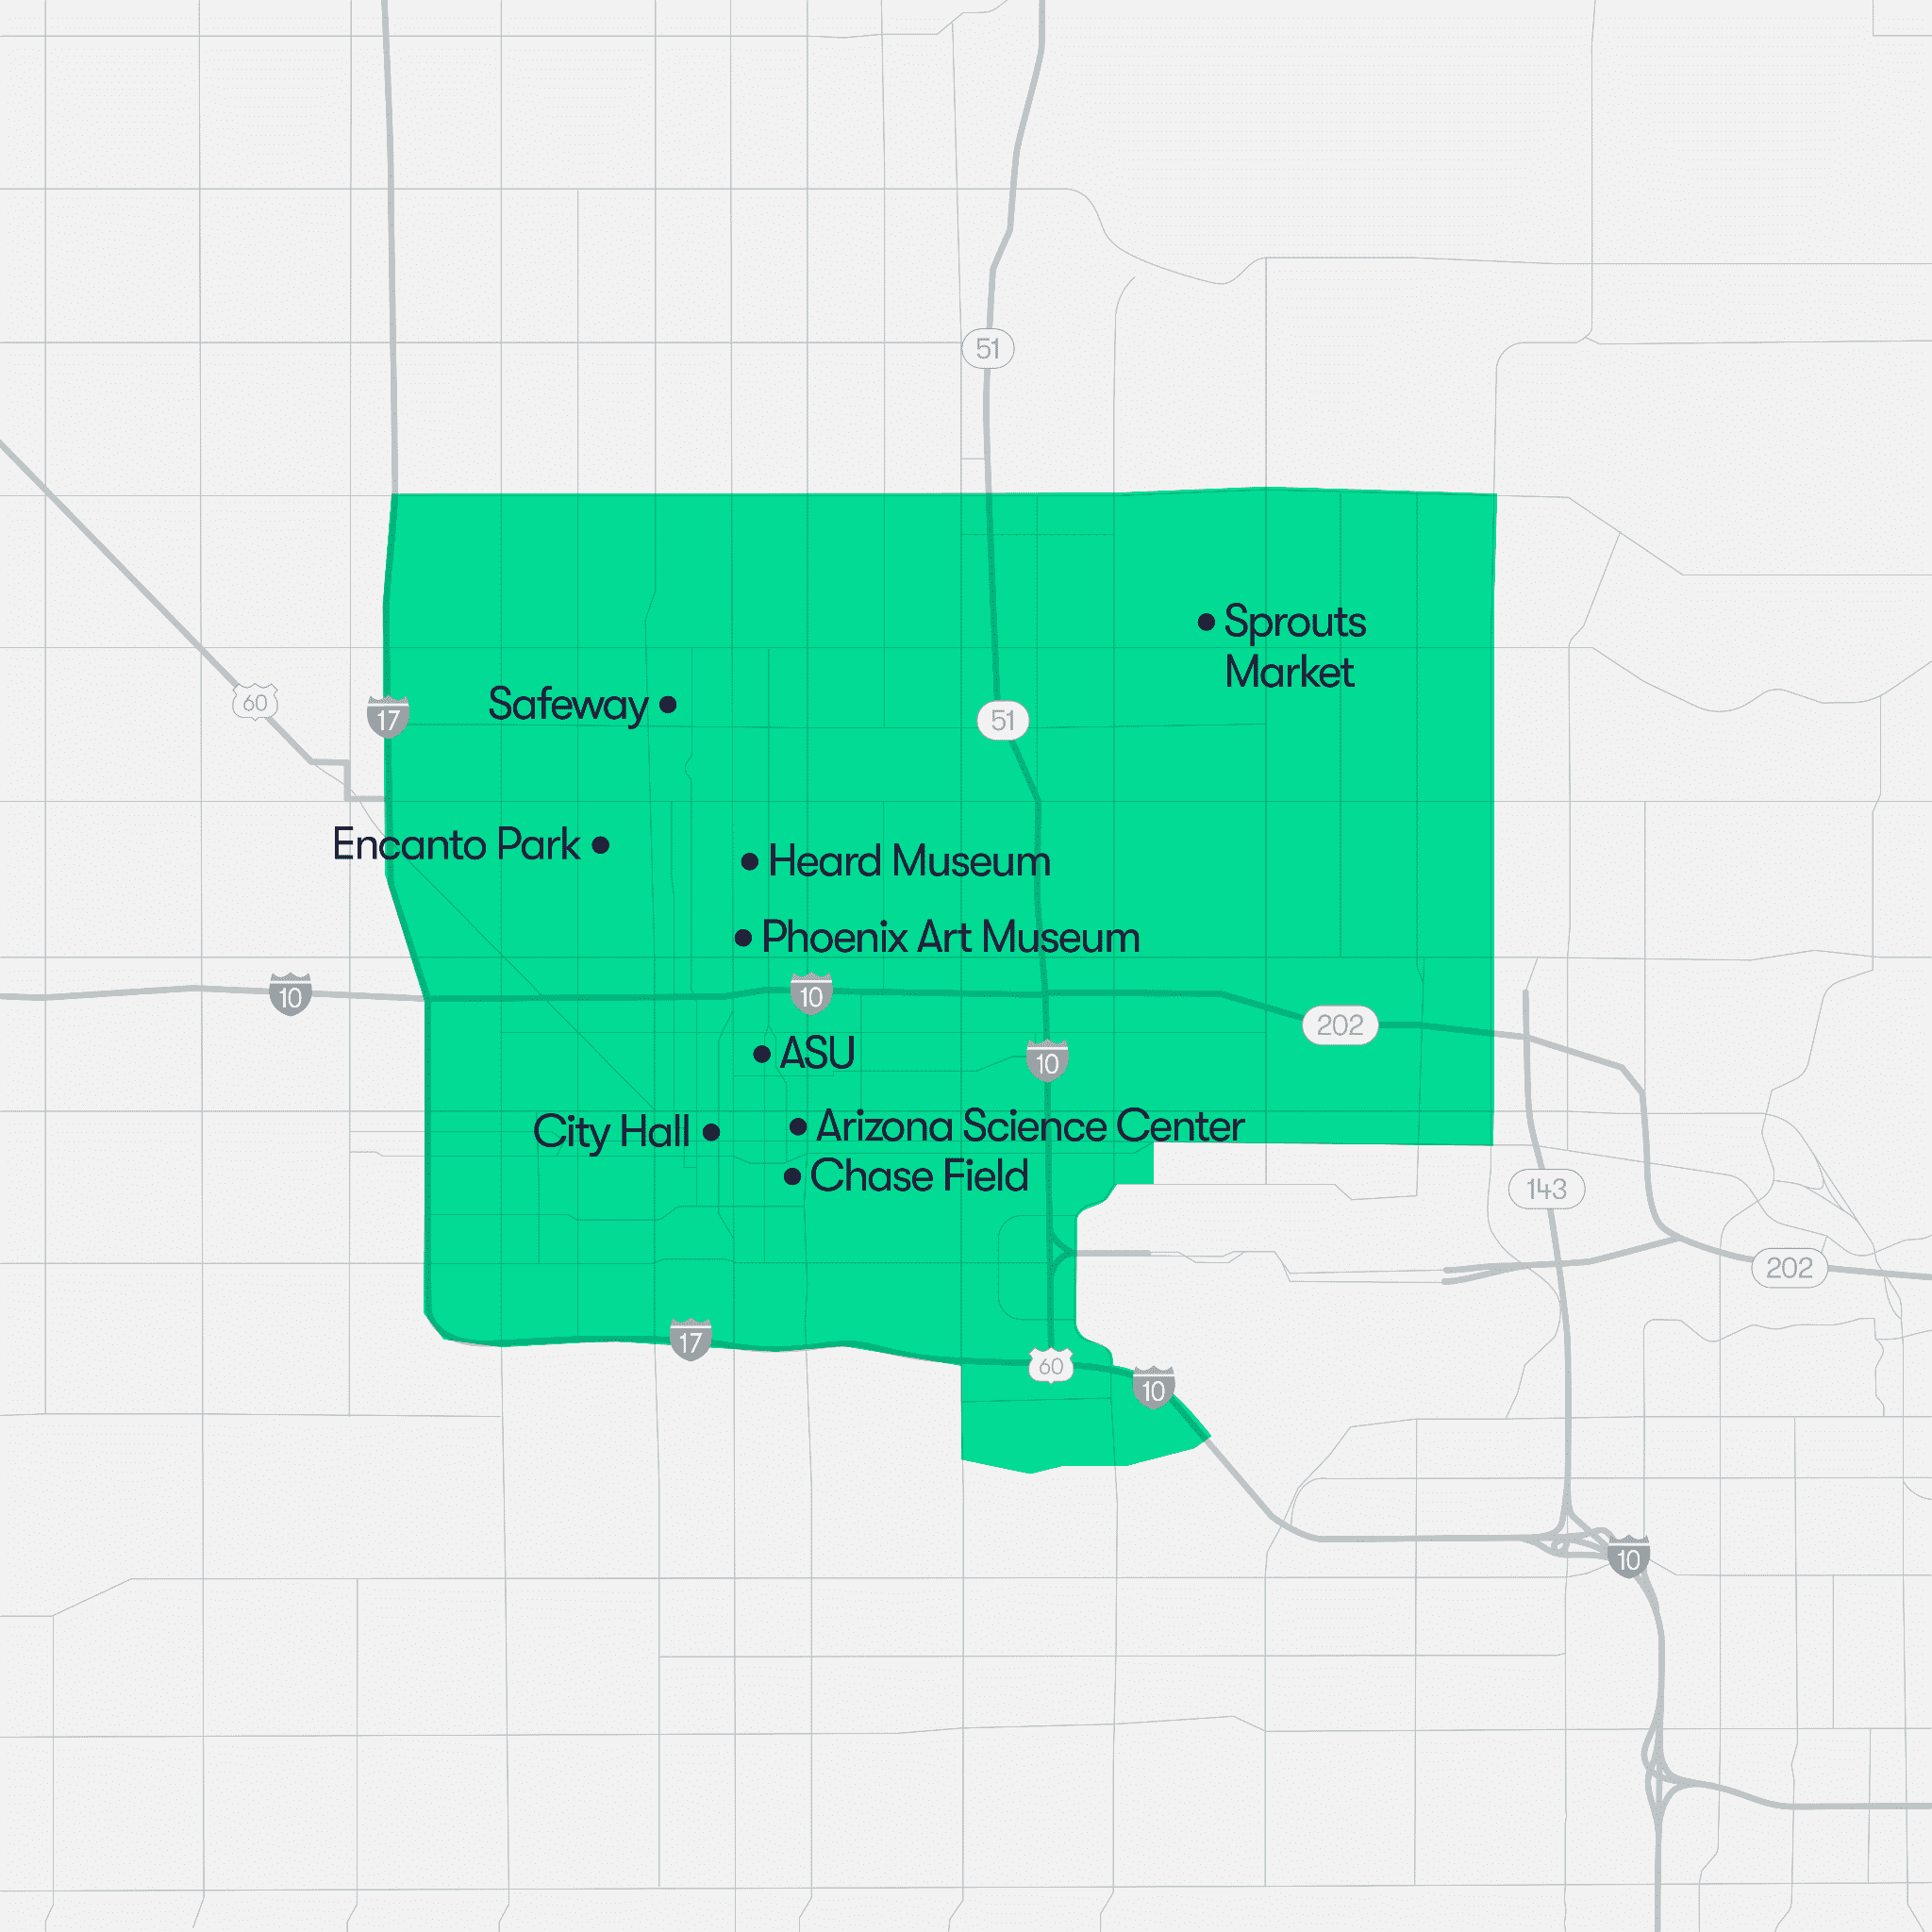 51
Sprouts
Market
Safeway
60
17
51
Encanto Park
Heard Museum
Phoenix Art Museum
10
10
202
ASU
10
City Hall
Arizona Science Center
Chase Field
143
202
17
60
10
10